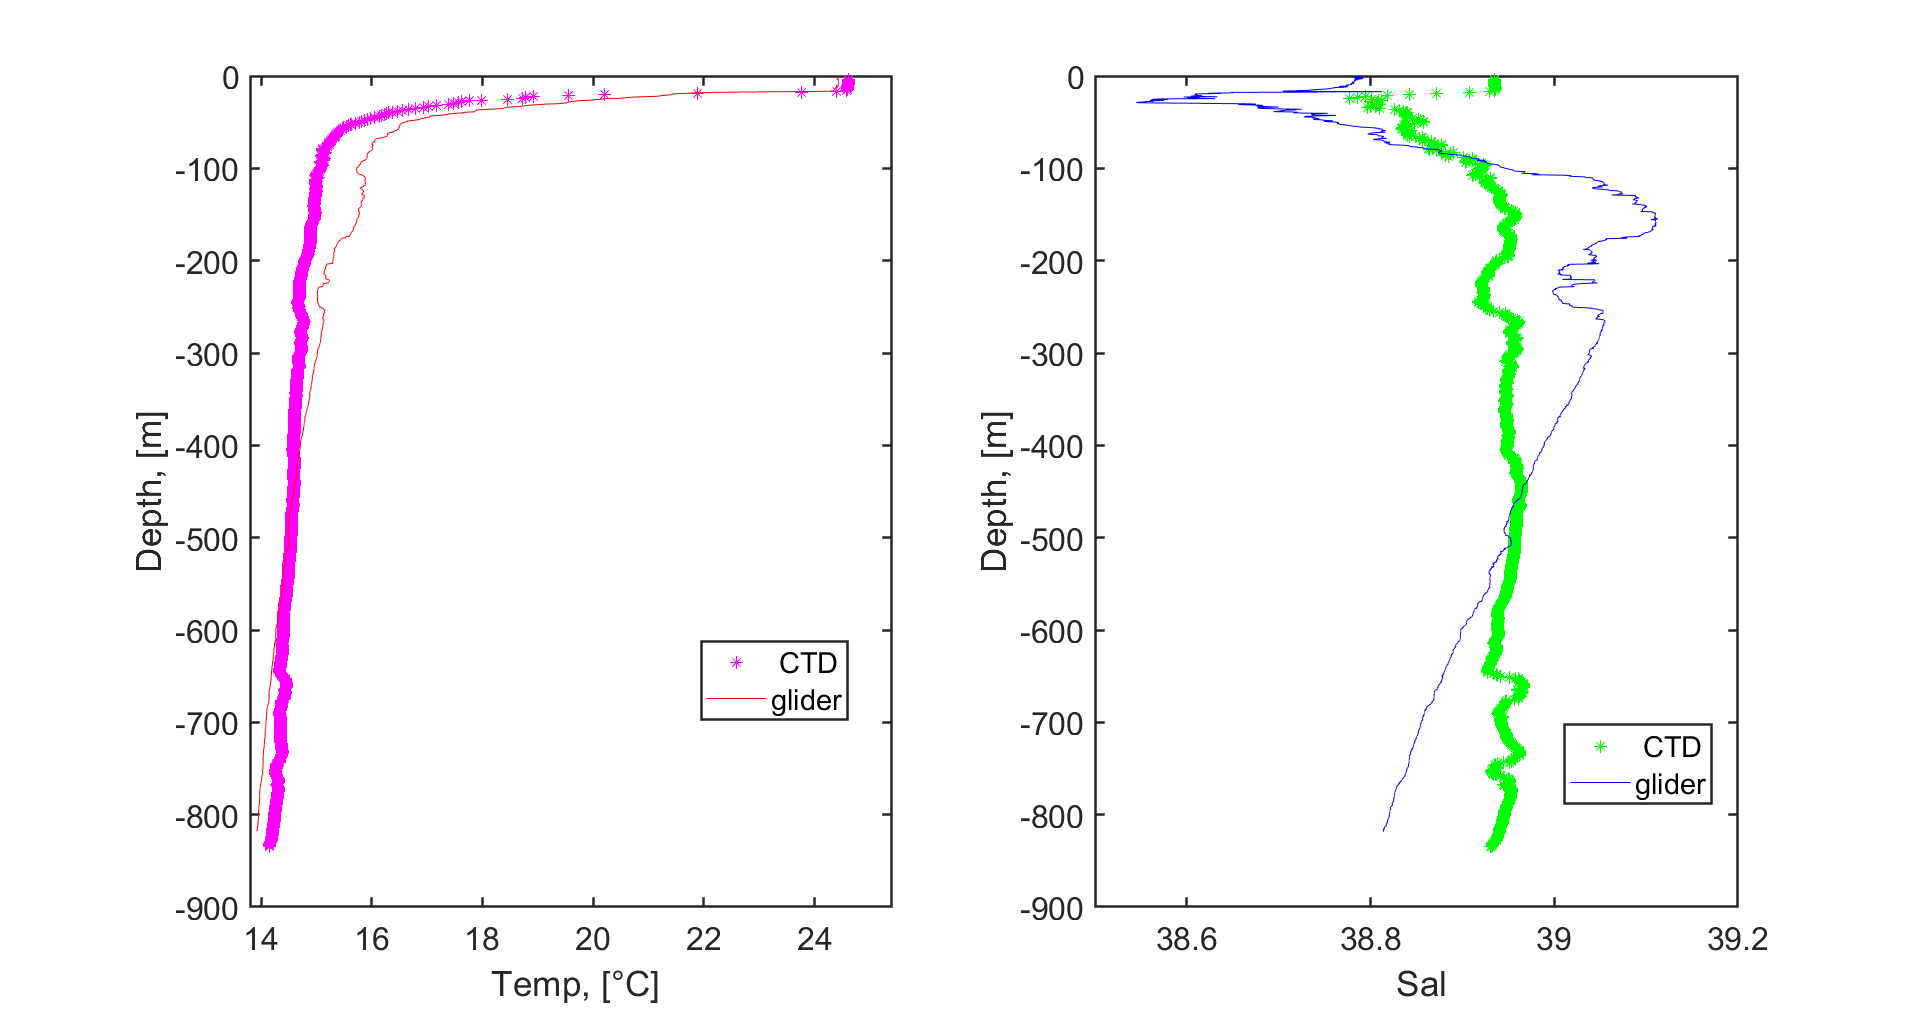 0
-100
-200
-300
-400
-500
-600
-700
-800
-900
Depth, [m]
14 16 18 20 22 24
Temp, [°C]
CTD
glider
0
-100
-200
-300
-400
-500
-600
-700
-800
-900
Depth, [m]
38.6 38.8 39 39.2
Sal
CTD
glider